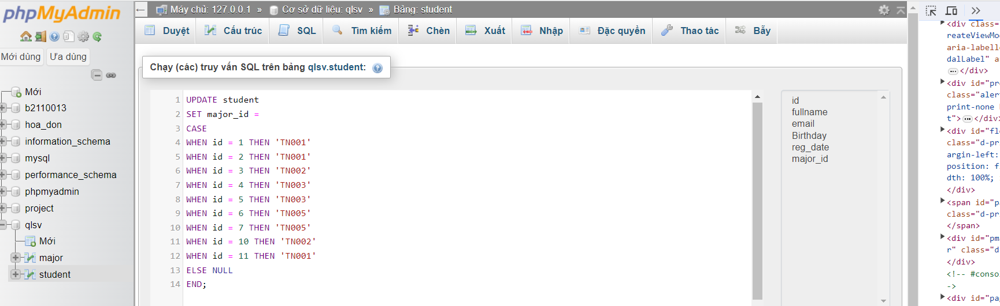 phpMyAdmin
Mới dùng
Ưa dùng
Mới
b2110013
hoa_don
information_schema
mysql
performance_schema
phpmyadmin
project
qlsv
Mới
major
student
← Máy chủ: 127.0.0.1 » Cơ sở dữ liệu: qlsv » Bảng: student
Duyệt Cấu trúc SQL Tìm kiếm Chèn Xuất Nhập Đặc quyền Thao tác Bẫy
Chạy (các) truy vấn SQL trên bảng qlsv.student:
1 UPDATE student
2 SET major_id =
3 CASE
4 WHEN id = 1 THEN 'TN001'
5 WHEN id = 2 THEN 'TN001'
6 WHEN id = 3 THEN 'TN002'
7 WHEN id = 4 THEN 'TN003'
8 WHEN id = 5 THEN 'TN003'
9 WHEN id = 6 THEN 'TN005'
10 WHEN id = 7 THEN 'TN005'
11 WHEN id = 10 THEN 'TN002'
12 WHEN id = 11 THEN 'TN001'
13 ELSE NULL
14 END;
id
fullname
email
Birthday
reg_date
major_id
<div class=
reateViewMo
aria-labell
dalLabel" a
</div>
<div id="pr
class="aler
print-none
t"> </div>
<div id="fl
class="d-pr
argin-left:
position: f
dth: 100%;
</div>
<span id="p
class="d-pr
</span>
<div id="pm
r" class="d
</div>
<!-- #conso
->
<div id="pa